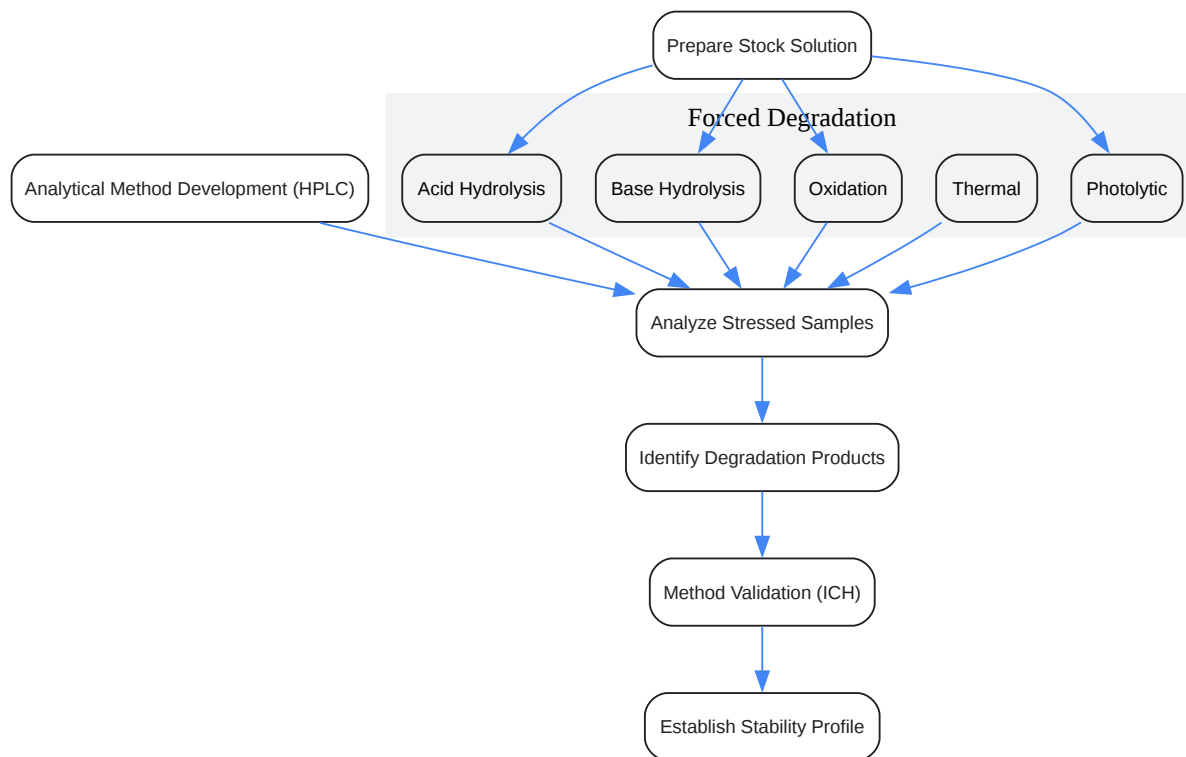 Prepare Stock Solution
Forced Degradation
Analytical Method Development (HPLC)
Acid Hydrolysis
Base Hydrolysis
Oxidation
Thermal
Photolytic
Analyze Stressed Samples
Identify Degradation Products
Method Validation (ICH)
Establish Stability Profile